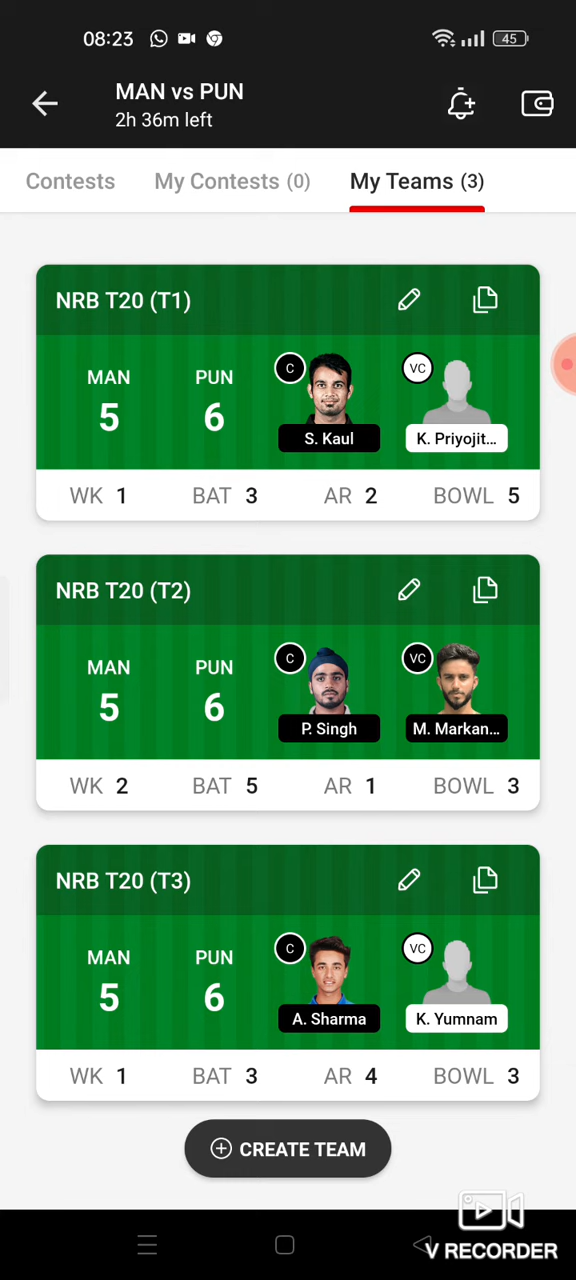 08:23
45
MAN vs PUN
2h 36m left
Contests My Contests (0) My Teams (3)
NRB T20 (T1)
MAN PUN C VC
5 6
S. Kaul K. Priyojit...
WK 1 BAT 3 AR 2 BOWL 5
NRB T20 (T2)
MAN PUN C VC
5 6
P. Singh M. Markan...
WK 2 BAT 5 AR 1 BOWL 3
NRB T20 (T3)
MAN PUN C VC
5 6
A. Sharma K. Yumnam
WK 1 BAT 3 AR 4 BOWL 3
CREATE TEAM
V RECORDER